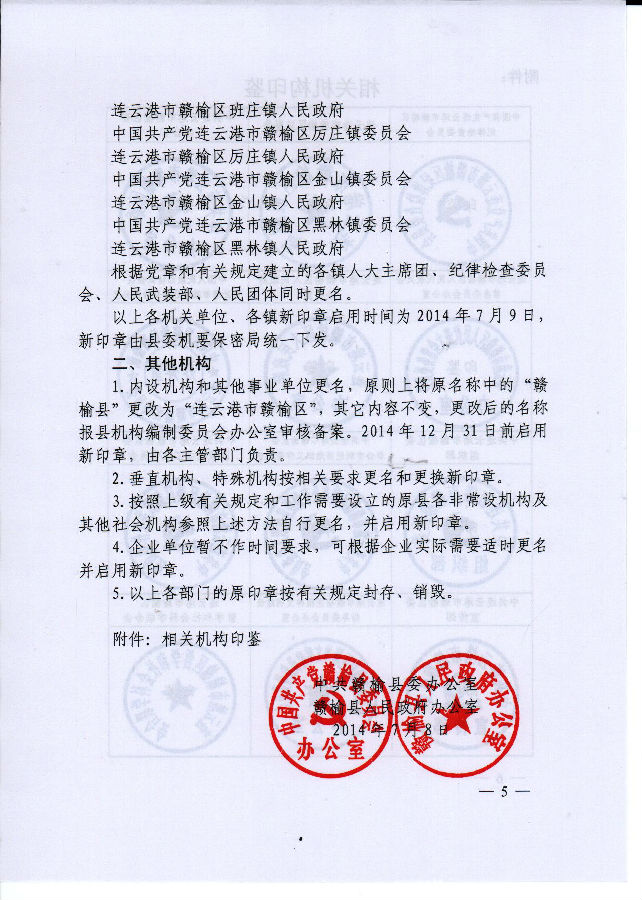 连云港市赣榆区班庄镇人民政府
中国共产党连云港市赣榆区厉庄镇委员会
连云港市赣榆区厉庄镇人民政府
中国共产党连云港市赣榆区金山镇委员会
连云港市赣榆区金山镇人民政府
中国共产党连云港市赣榆区黑林镇委员会
连云港市赣榆区黑林镇人民政府
根据党章和有关规定建立的各镇人大主席团、纪律检查委员
会、人民武装部、人民团体同时更名。
以上各机关单位、各镇新印章启用时间为2014年7月9日，
新印章由县委机要保密局统一下发。
二、其他机构
1.内设机构和其他事业单位更名，原则上将原名称中的“赣
榆县”更改为“连云港市赣榆区”，其它内容不变，更改后的名称
报县机构编制委员会办公室审核备案。2014年12月31日前启用
新印章，由各主管部门负责。
2.垂直机构、特殊机构按相关要求更名和更换新印章。
3.按照上级有关规定和工作需要设立的原县各非常设机构及
其他社会机构参照上述方法自行更名，并启用新印章。
4.企业单位暂不作时间要求，可根据企业实际需要适时更名
并启用新印章。
5.以上各部门的原印章按有关规定封存、销毁。
附件：相关机构印鉴
中共赣榆县委办公室
赣榆县人民政府办公室
2014年7月8日
中国共产党赣榆县委员会
办公室
赣榆县人民政府办公室
— 5 —